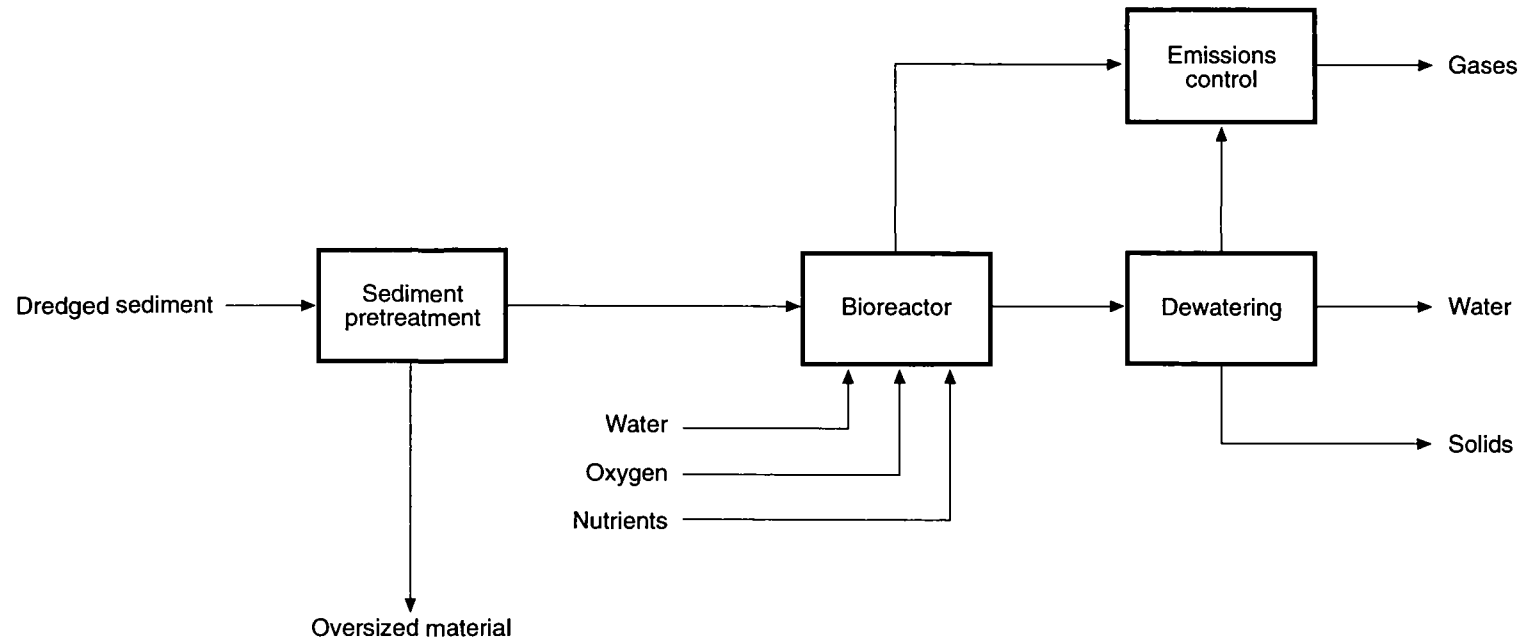 Emissions
control
Gases
Dredged sediment
Sediment
pretreatment
Bioreactor
Dewatering
Water
Water
Oxygen
Nutrients
Solids
Oversized material